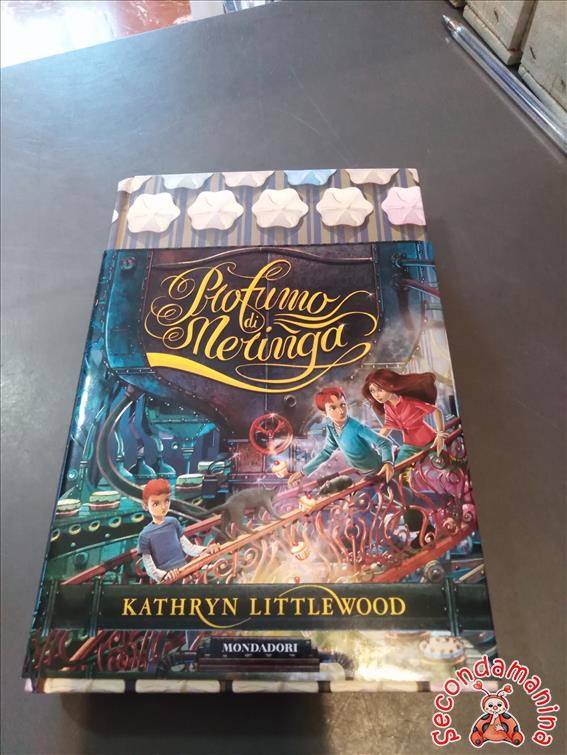 Profumo
di
Meringa
KATHRYN LITTLEWOOD
MONDADORI
secondamanina